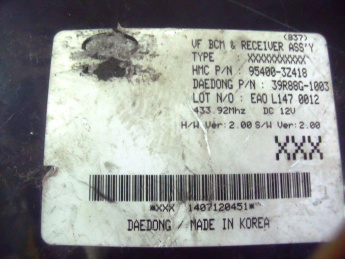 (837)
VF BCM & RECEIVER ASS'Y
TYPE : XXXXXXXXXXX
HMC P/N : 95400-3Z418
DAEDONG P/N : 39R88G-1003
LOT N/O : EAO L147 0012
433.92Mhz DC 12V
H/W Ver:2.00 S/W Ver:2.00
XXX
*XXX 1407120451*
DAEDONG / MADE IN KOREA